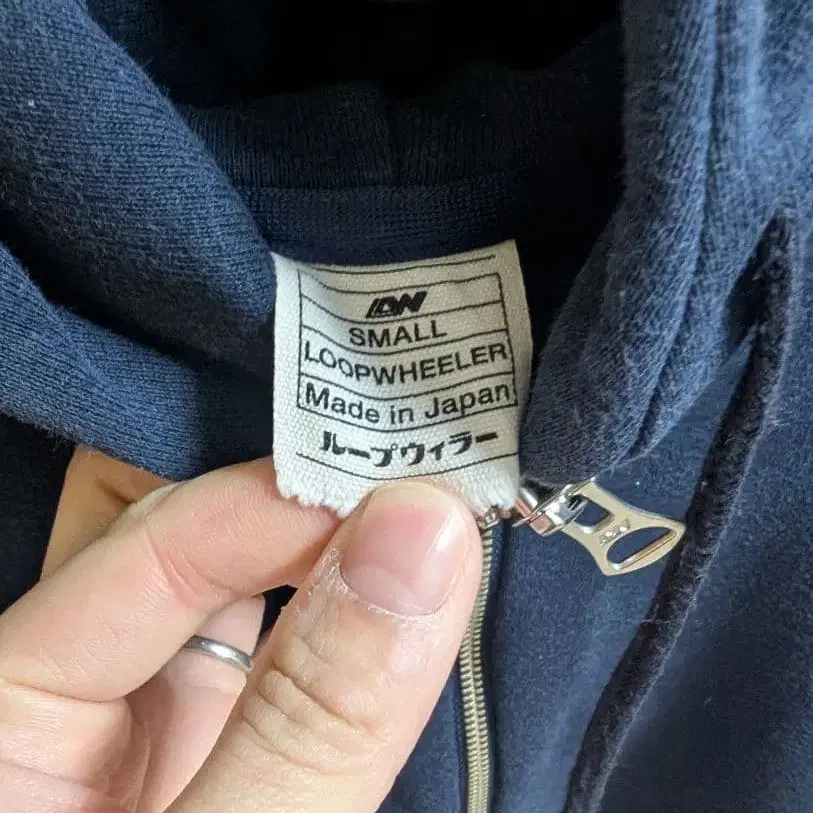 LW
SMALL
LOOPWHEELER
Made in Japan
ループウィラー